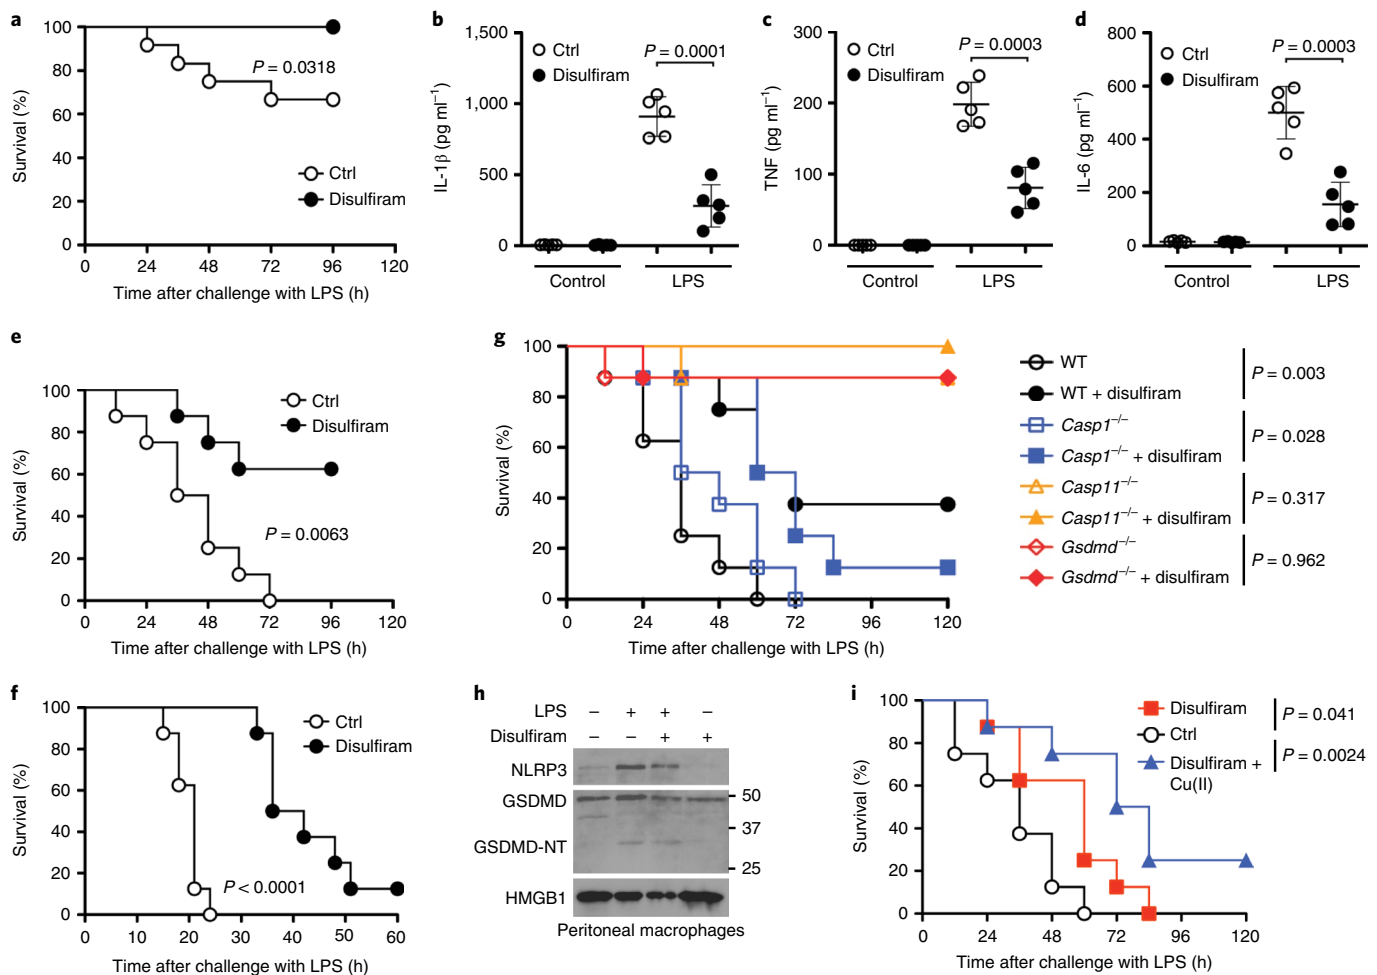 a
100
80
60
40
20
0
Survival (%)
P = 0.0318
Ctrl
Disulfiram
0 24 48 72 96 120
Time after challenge with LPS (h)
b
1,500
1,000
500
0
IL-1β (pg ml⁻¹)
Ctrl
Disulfiram
P = 0.0001
Control LPS
c
300
200
100
0
TNF (pg ml⁻¹)
Ctrl
Disulfiram
P = 0.0003
Control LPS
d
800
600
400
200
0
IL-6 (pg ml⁻¹)
Ctrl
Disulfiram
P = 0.0003
Control LPS
e
100
80
60
40
20
0
Survival (%)
Ctrl
Disulfiram
P = 0.0063
0 24 48 72 96 120
Time after challenge with LPS (h)
g
100
80
60
40
20
0
Survival (%)
0 24 48 72 96 120
Time after challenge with LPS (h)
WT
WT + disulfiram
P = 0.003
Casp1⁻/⁻
Casp1⁻/⁻ + disulfiram
P = 0.028
Casp11⁻/⁻
Casp11⁻/⁻ + disulfiram
P = 0.317
Gsdmd⁻/⁻
Gsdmd⁻/⁻ + disulfiram
P = 0.962
f
100
80
60
40
20
0
Survival (%)
Ctrl
Disulfiram
P < 0.0001
0 10 20 30 40 50 60
Time after challenge with LPS (h)
h
LPS – + + –
Disulfiram – – + +
NLRP3
GSDMD
50
37
GSDMD-NT
25
HMGB1
Peritoneal macrophages
i
100
80
60
40
20
0
Survival (%)
Disulfiram
Ctrl
Disulfiram +
Cu(II)
P = 0.041
P = 0.0024
0 24 48 72 96 120
Time after challenge with LPS (h)